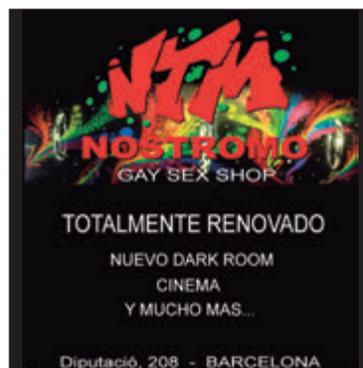 NTM
NOSTROMO
GAY SEX SHOP
TOTALMENTE RENOVADO
NUEVO DARK ROOM
CINEMA
Y MUCHO MAS...
Diputació, 208 - BARCELONA